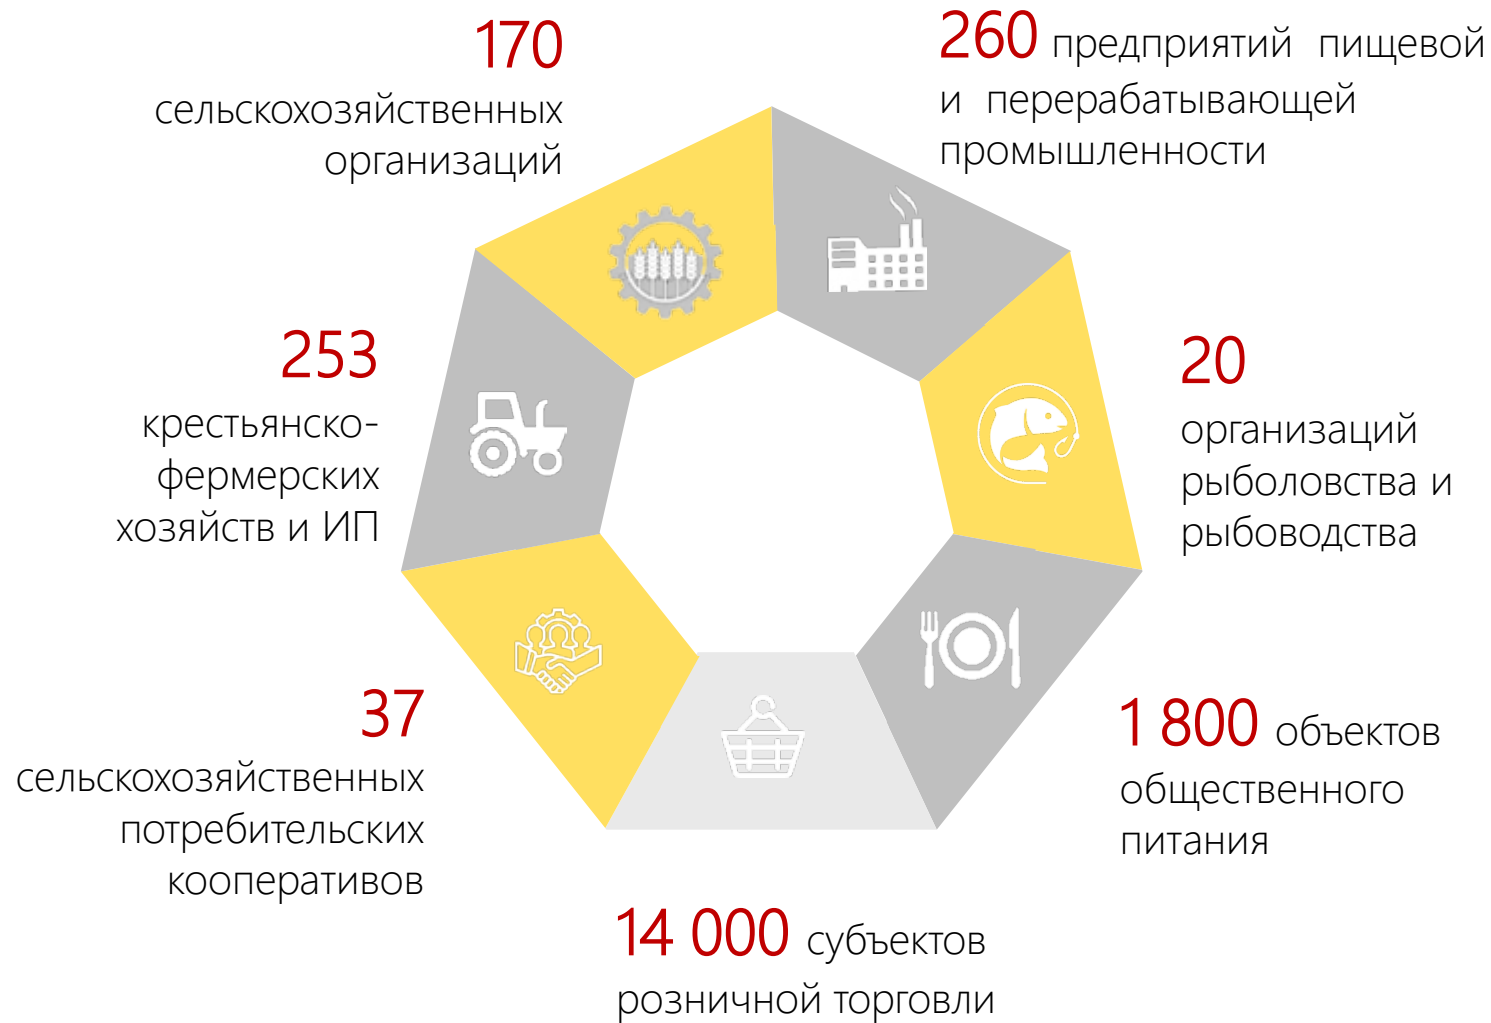 170
сельскохозяйственных
организаций
260 предприятий пищевой
и перерабатывающей
промышленности
253
крестьянско-
фермерских
хозяйств и ИП
20
организаций
рыболовства и
рыбоводства
37
сельскохозяйственных
потребительских
кооперативов
1 800 объектов
общественного
питания
14 000 субъектов
розничной торговли